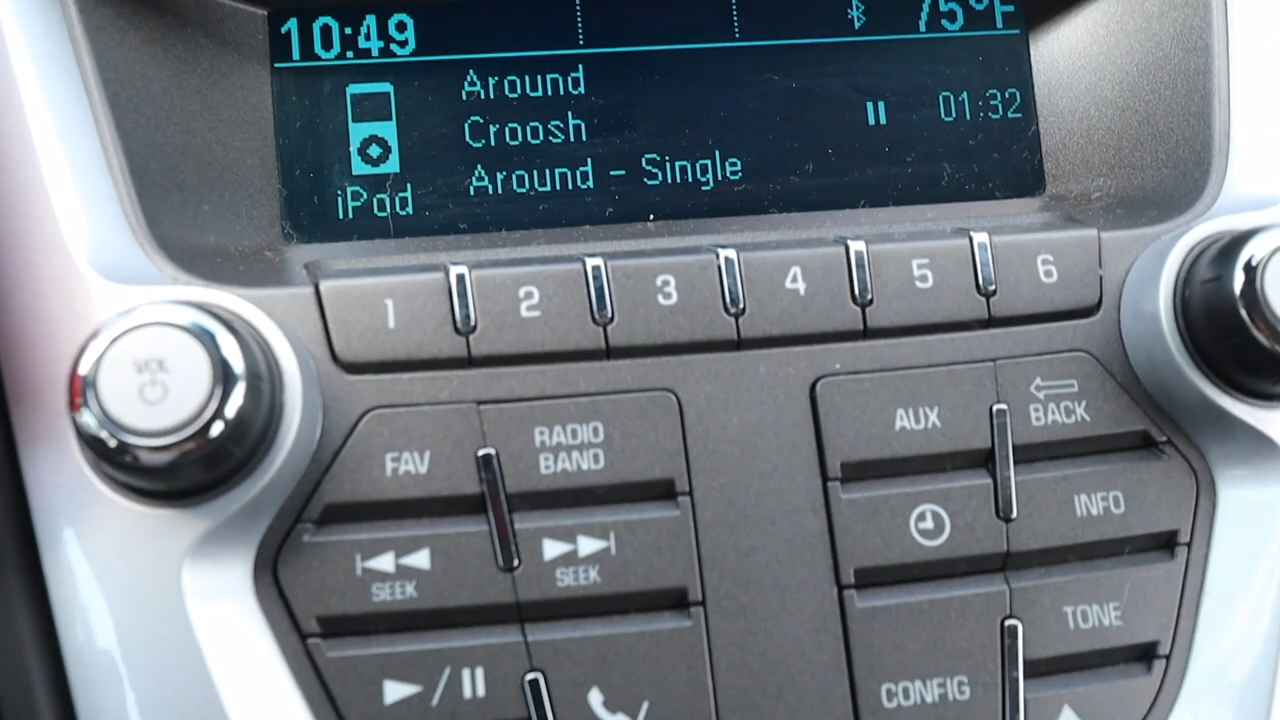 10:49
75°F
Around
Croosh
01:32
Around - Single
iPod
1 2 3 4 5 6
VOL
FAV
RADIO
BAND
AUX
BACK
SEEK
SEEK
INFO
TONE
CONFIG